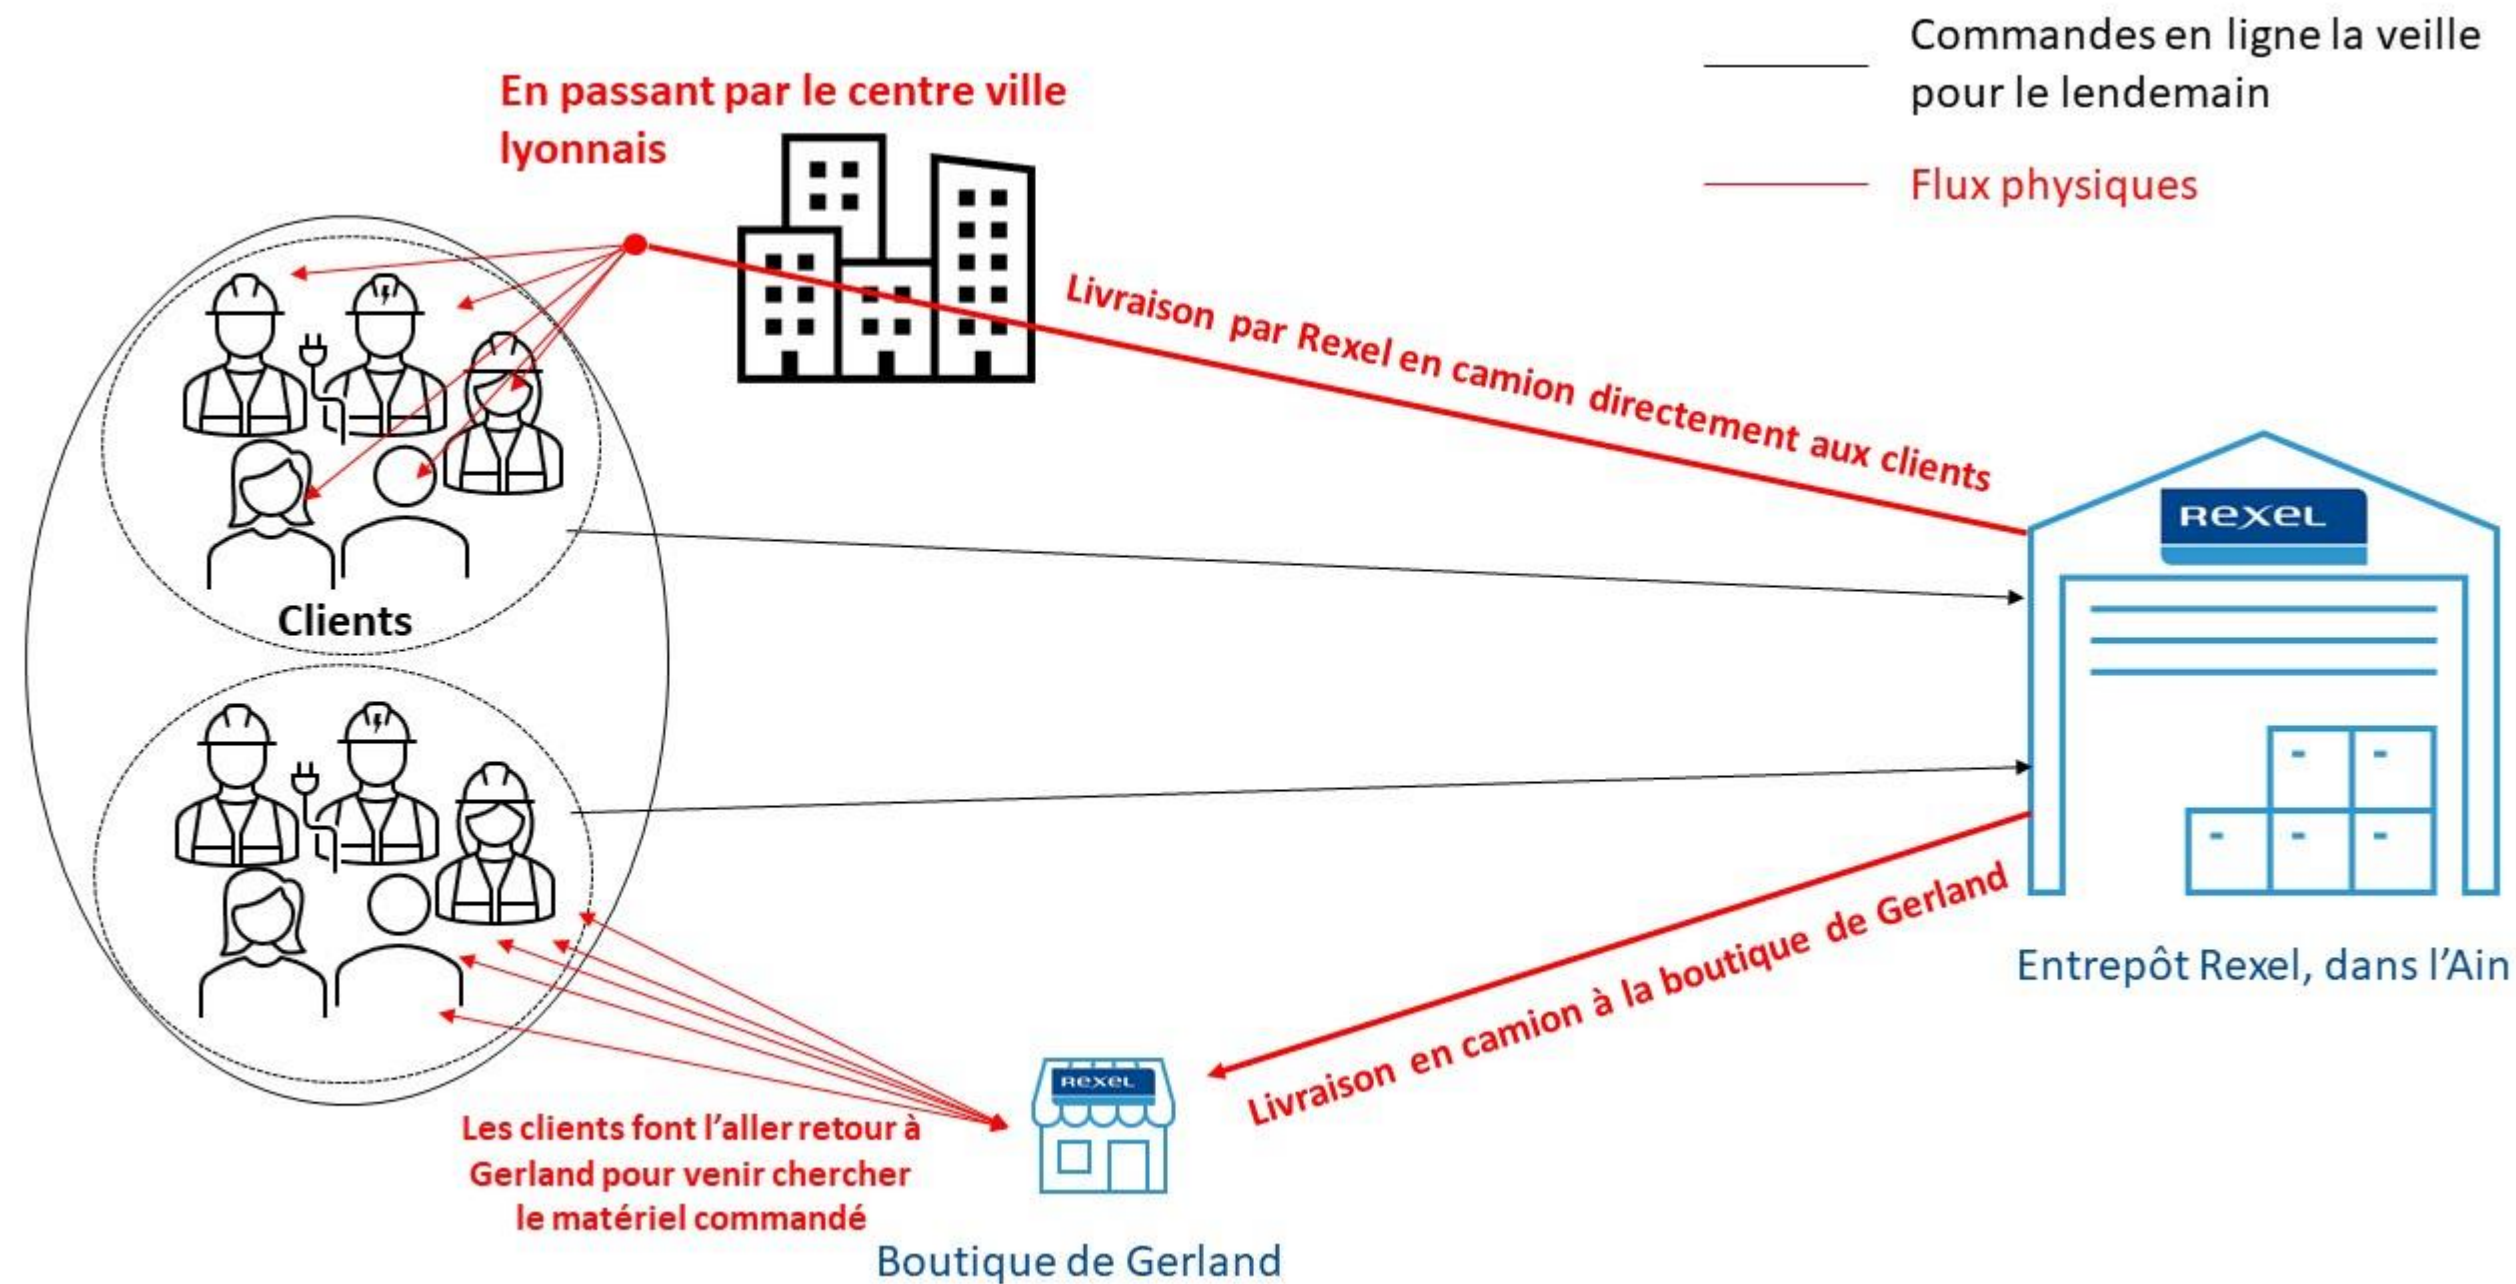 Commandes en ligne la veille
pour le lendemain
Flux physiques
En passant par le centre ville
lyonnais
Livraison par Rexel en camion directement aux clients
REXEL
Clients
Entrepôt Rexel, dans l'Ain
Livraison en camion à la boutique de Gerland
REXEL
Les clients font l'aller retour à
Gerland pour venir chercher
le matériel commandé
Boutique de Gerland